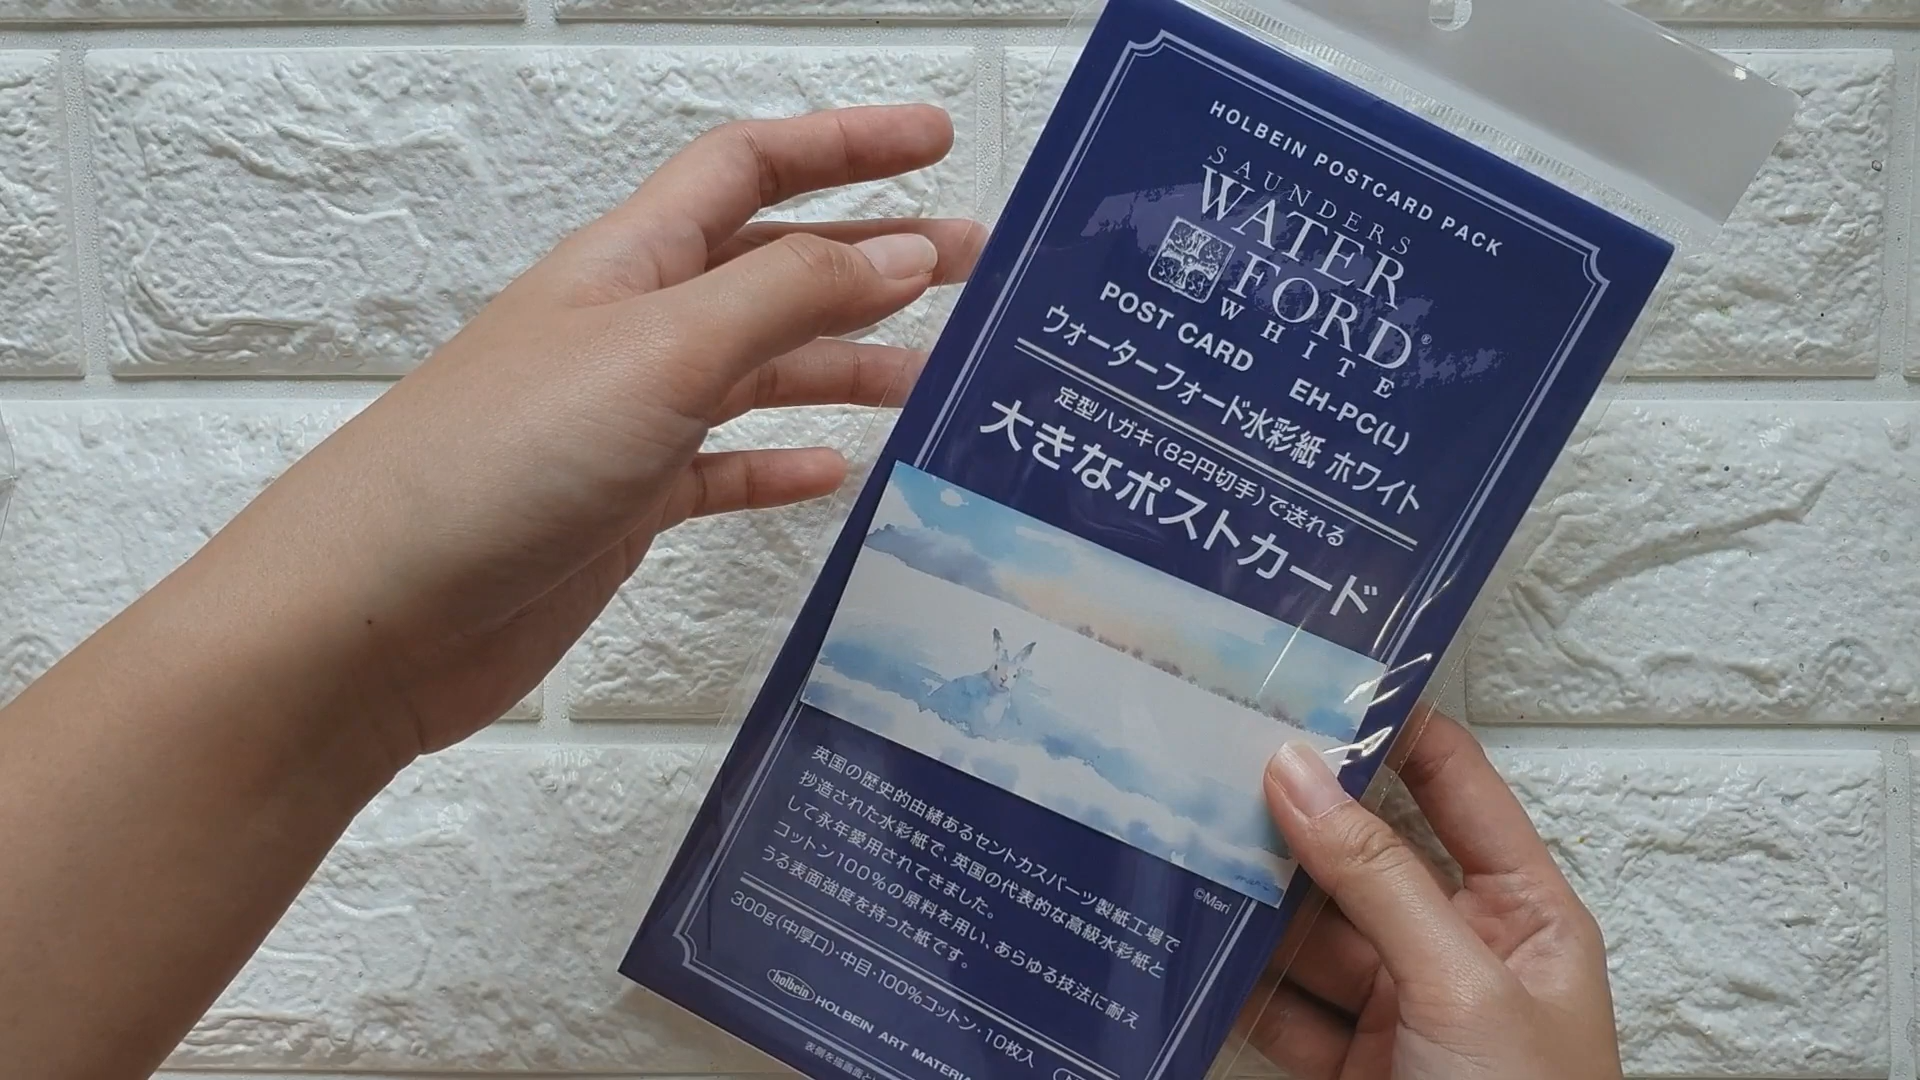 HOLBEIN POSTCARD PACK
SAUNDERS
WATER
FORD®
WHITE
POST CARD EH-PC(L)
ウォーターフォード水彩紙 ホワイト
定型ハガキ(82円切手)で送れる
大きなポストカード
©Mari
英国の歴史的由緒あるセントカスバーツ製紙工場で
抄造された水彩紙で、英国の代表的な高級水彩紙と
して永年愛用されてきました。
コットン100%の原料を用い、あらゆる技法に耐え
うる表面強度を持った紙です。
300g(中厚口)・中目・100%コットン・10枚入
holbein HOLBEIN ART MATERIA